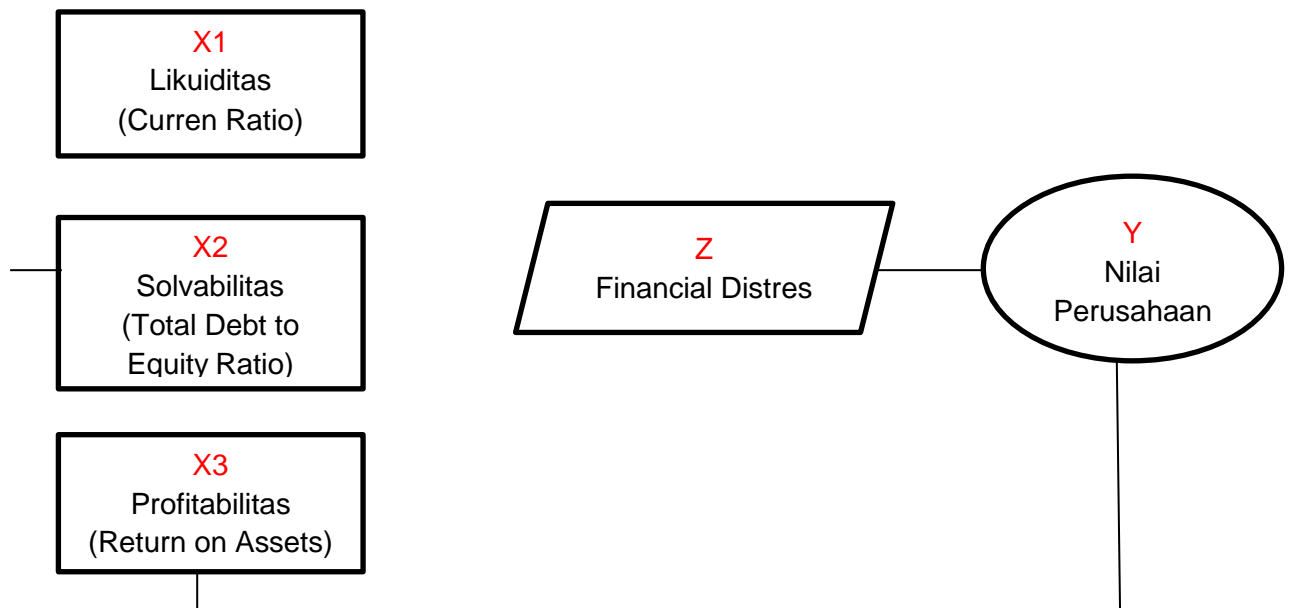 X1
Likuiditas
(Curren Ratio)
X2
Solvabilitas
(Total Debt to
Equity Ratio)
X3
Profitabilitas
(Return on Assets)
Z
Financial Distres
Y
Nilai
Perusahaan